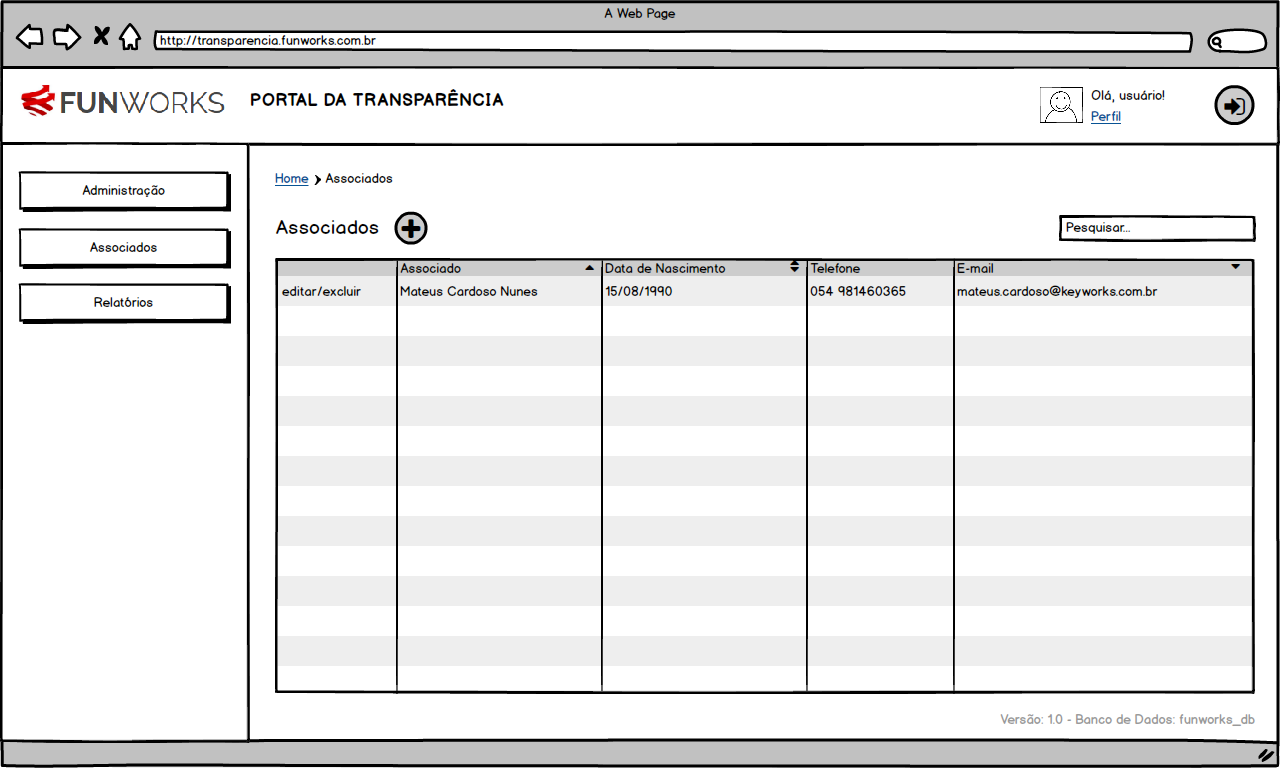 A Web Page
http://transparencia.funworks.com.br
FUNWORKS
PORTAL DA TRANSPARÊNCIA
Olá, usuário!
Perfil
Administração
Associados
Relatórios
Home Associados
Associados
Pesquisar...
Associado Data de Nascimento Telefone E-mail
editar/excluir Mateus Cardoso Nunes 15/08/1990 054 981460365 mateus.cardoso@keyworks.com.br
Versão: 1.0 - Banco de Dados: funworks_db